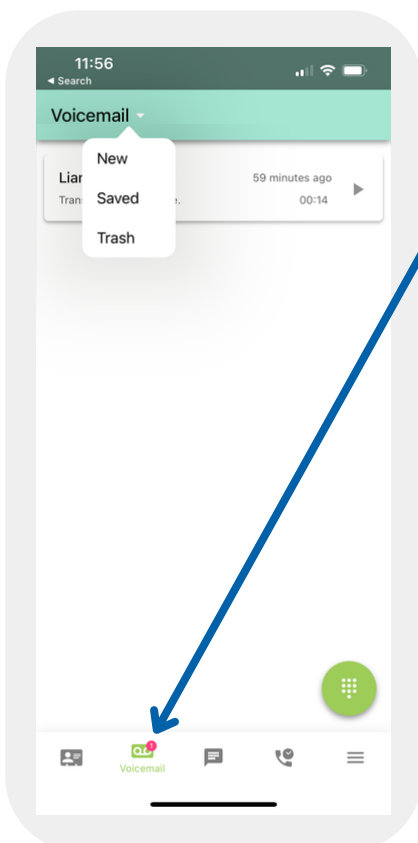 11:56
◀ Search
Voicemail
New
Saved
Trash
59 minutes ago
00:14
1
Voicemail